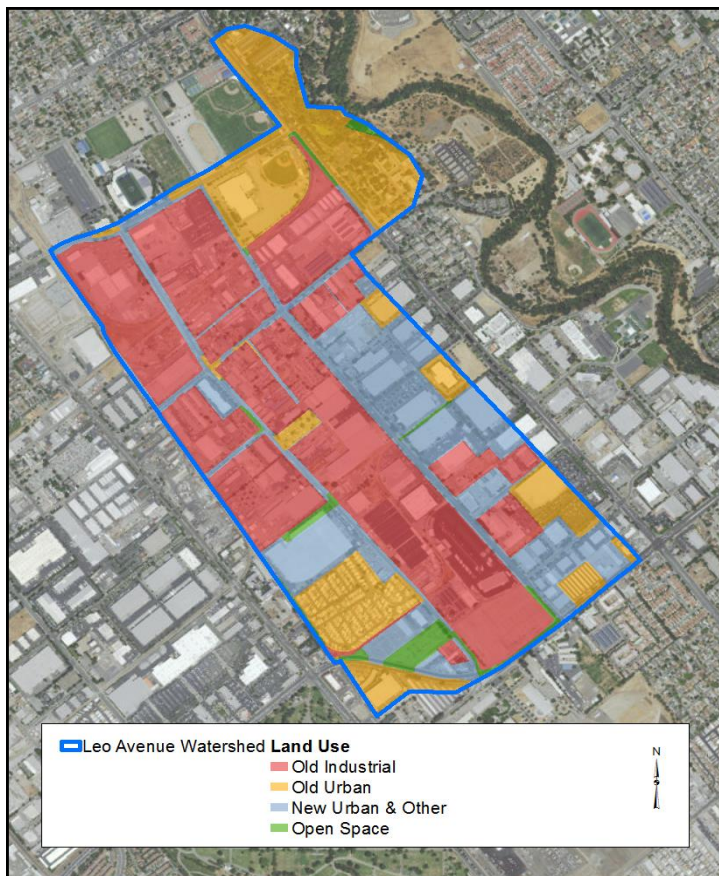 Leo Avenue Watershed Land Use
Old Industrial
Old Urban
New Urban & Other
Open Space
N